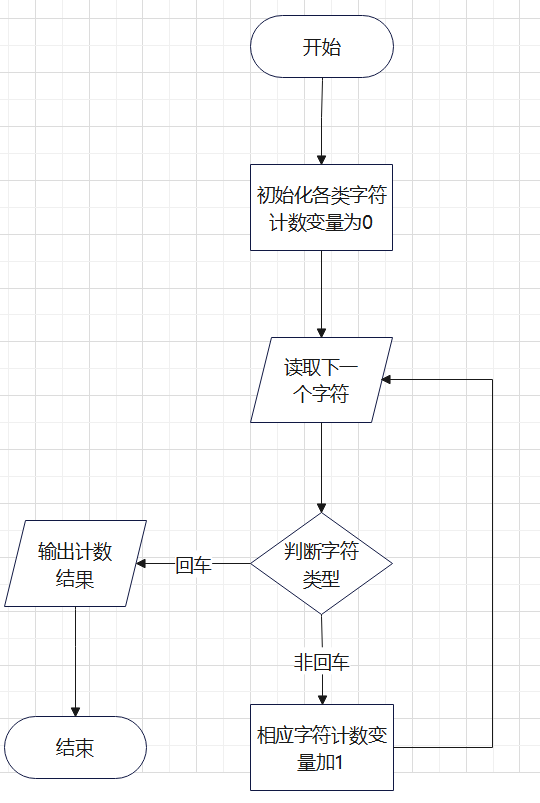 开始
初始化各类字符
计数变量为0
读取下一
个字符
判断字符
类型
回车
输出计数
结果
结束
非回车
相应字符计数变
量加1